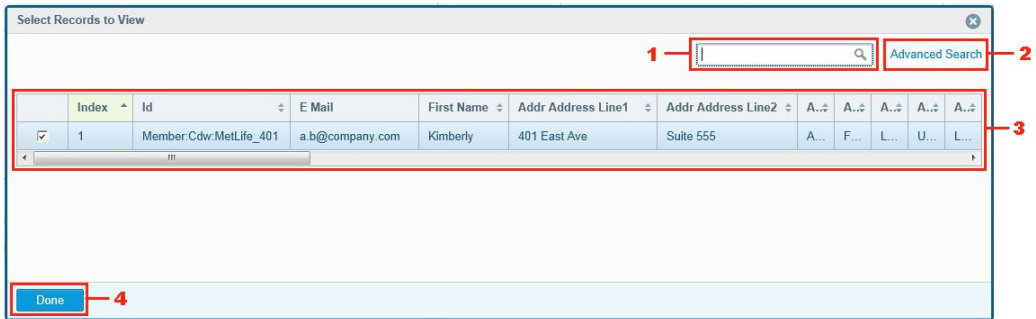 Select Records to View
1
Advanced Search
2
Index Id E Mail First Name Addr Address Line1 Addr Address Line2 A... A... A... A... A...
1 Member:Cdw:MetLife_401 a.b@company.com Kimberly 401 East Ave Suite 555 A... F... L... U... L...
3
Done
4